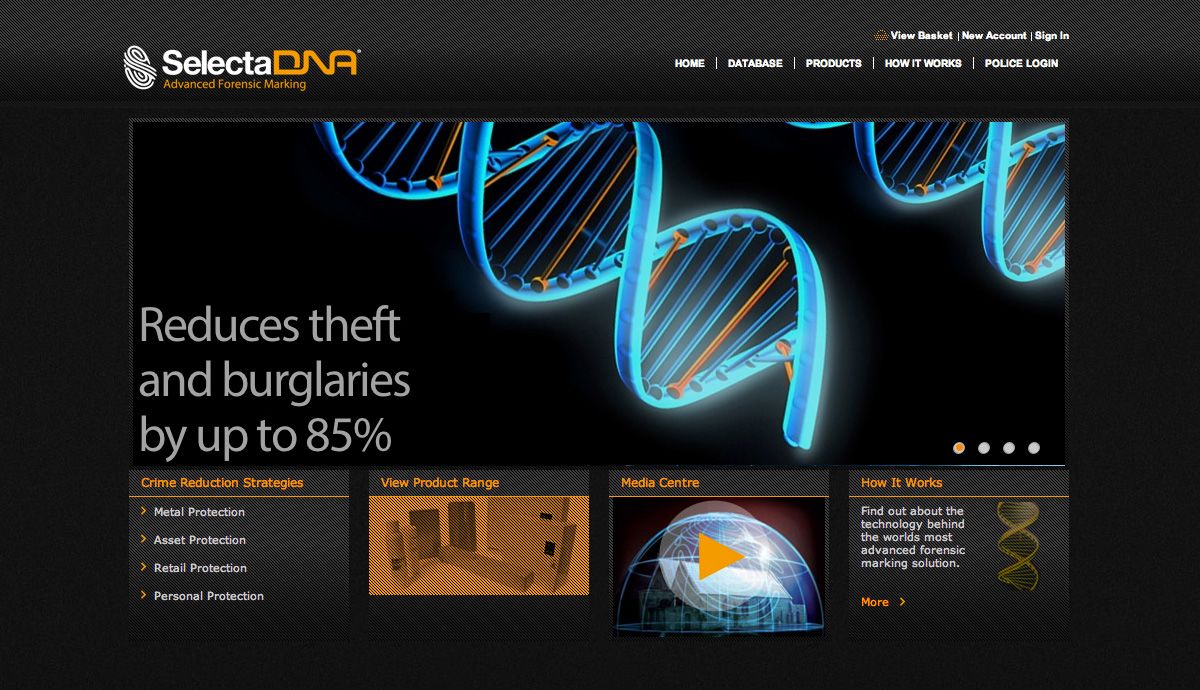 View Basket | New Account | Sign In
SelectaDNA®
Advanced Forensic Marking
HOME | DATABASE | PRODUCTS | HOW IT WORKS | POLICE LOGIN
Reduces theft
and burglaries
by up to 85%
Crime Reduction Strategies
Metal Protection
Asset Protection
Retail Protection
Personal Protection
View Product Range
Media Centre
How It Works
Find out about the
technology behind
the worlds most
advanced forensic
marking solution.
More